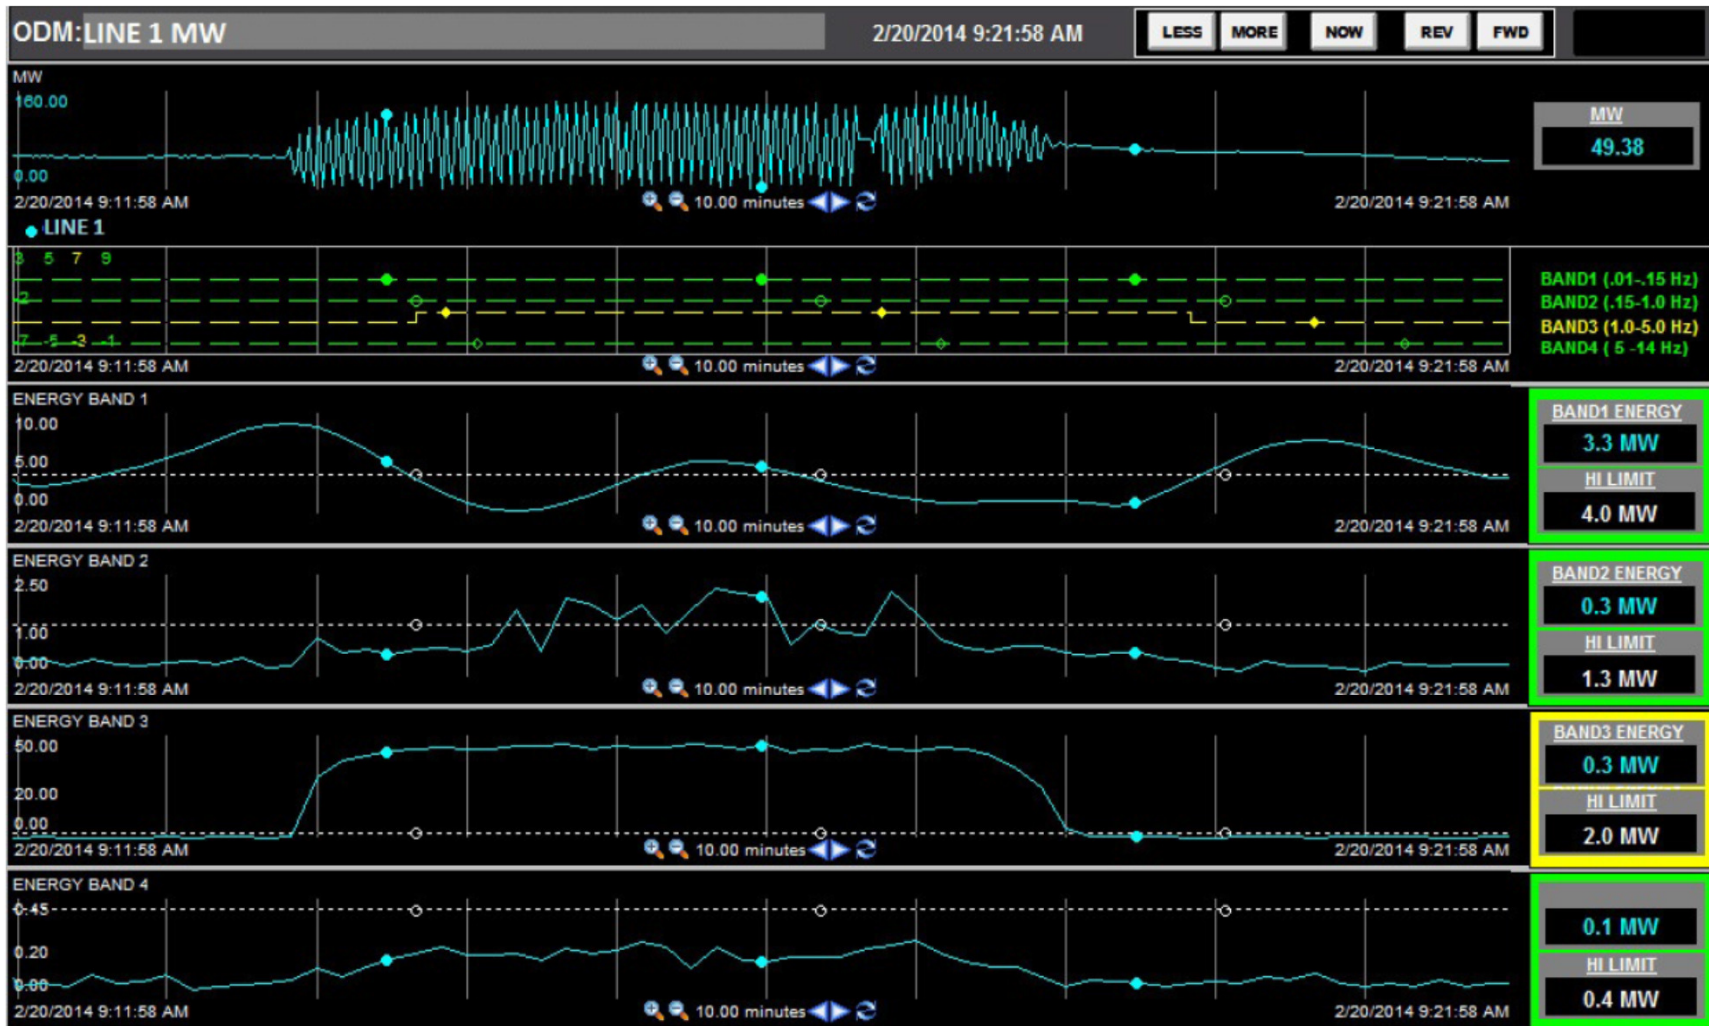 ODM: LINE 1 MW 2/20/2014 9:21:58 AM LESS MORE NOW REV FWD
MW
160.00
0.00
2/20/2014 9:11:58 AM 10.00 minutes 2/20/2014 9:21:58 AM
LINE 1
MW
49.38
3 5 7 9
-2
-7 -5 -3 -1
2/20/2014 9:11:58 AM 10.00 minutes 2/20/2014 9:21:58 AM
BAND1 (.01-.15 Hz)
BAND2 (.15-1.0 Hz)
BAND3 (1.0-5.0 Hz)
BAND4 ( 5 -14 Hz)
ENERGY BAND 1
10.00
5.00
0.00
2/20/2014 9:11:58 AM 10.00 minutes 2/20/2014 9:21:58 AM
BAND1 ENERGY
3.3 MW
HI LIMIT
4.0 MW
ENERGY BAND 2
2.50
1.00
0.00
2/20/2014 9:11:58 AM 10.00 minutes 2/20/2014 9:21:58 AM
BAND2 ENERGY
0.3 MW
HI LIMIT
1.3 MW
ENERGY BAND 3
50.00
20.00
0.00
2/20/2014 9:11:58 AM 10.00 minutes 2/20/2014 9:21:58 AM
BAND3 ENERGY
0.3 MW
HI LIMIT
2.0 MW
ENERGY BAND 4
0.45
0.20
0.00
2/20/2014 9:11:58 AM 10.00 minutes 2/20/2014 9:21:58 AM
0.1 MW
HI LIMIT
0.4 MW